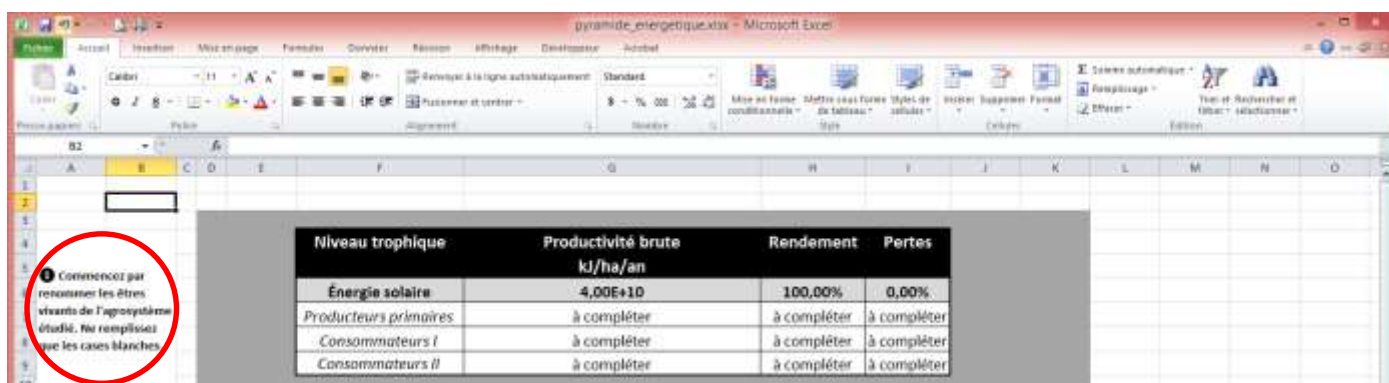 pyramide_energetique.xlsx - Microsoft Excel
Fichier Accueil Insertion Mise en page Formules Données Révision Affichage Développeur Acrobat
Calibri 11 Renvoyer à la ligne automatiquement Standard Σ Somme automatique
Fusionner et centrer Mise en forme conditionnelle Mettre sous forme de tableau Styles de cellules Insérer Supprimer Format Remplissage Trier et filtrer Rechercher et sélectionner
Effacer
Presse-papiers Police Alignement Nombre Style Cellules Édition
B2 fx
A B C D E F G H I J K L M N O
1
2
3
4 Niveau trophique Productivité brute Rendement Pertes
5 kJ/ha/an
Énergie solaire 4,00E+10 100,00% 0,00%
Producteurs primaires à compléter à compléter à compléter
8 Consommateurs I à compléter à compléter à compléter
9 Consommateurs II à compléter à compléter à compléter
Commencez par
renommer les êtres
vivants de l'agrosystème
étudié. Ne remplissez
que les cases blanches